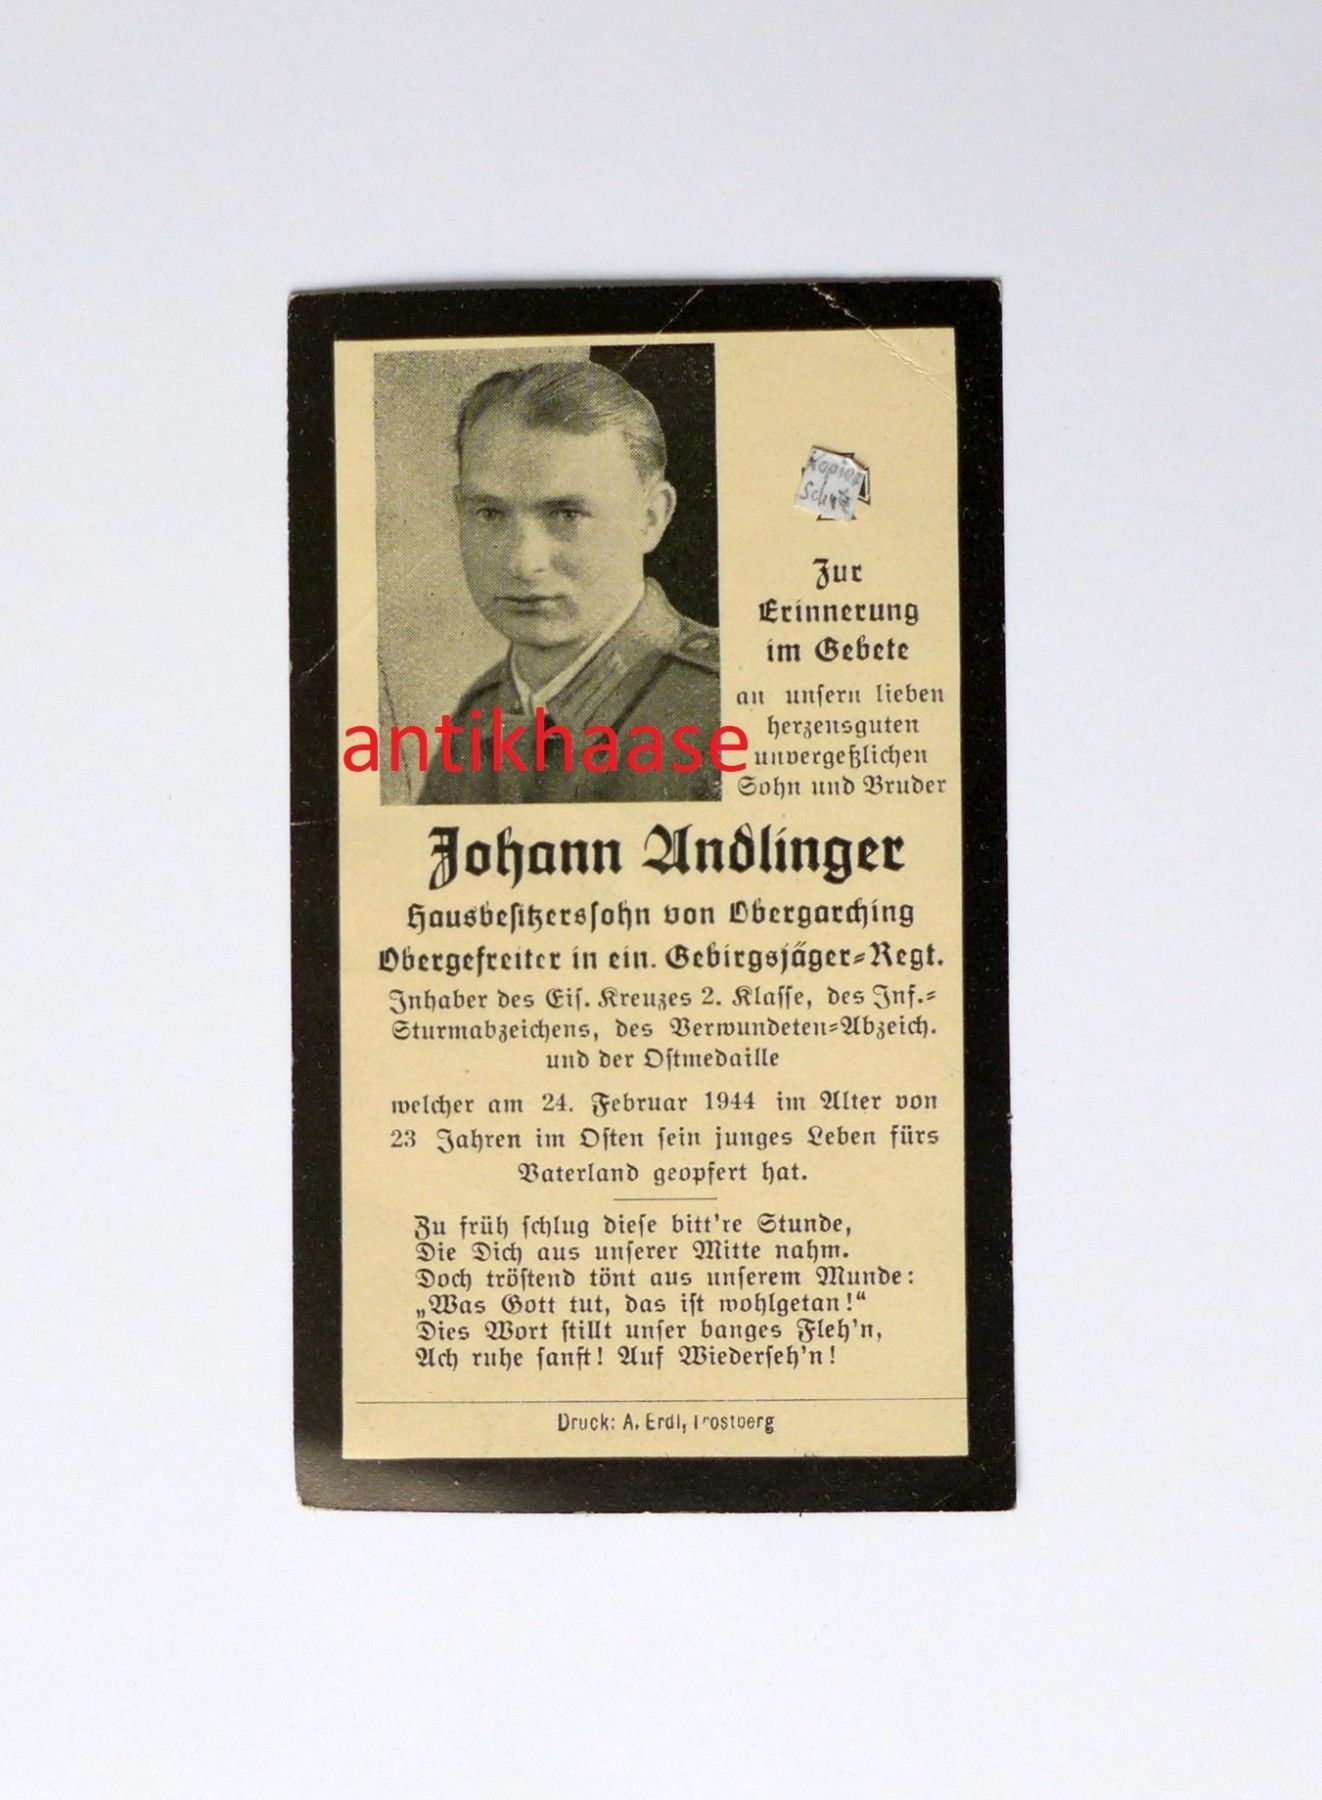 Kopier
Schutz
Zur
Erinnerung
im Gebete
an unsern lieben
herzensguten
unvergeßlichen
Sohn und Bruder
antikhaase
Johann Andlinger
Hausbesitzerssohn von Obergarching
Obergefreiter in ein. Gebirgsjäger-Regt.
Inhaber des Eis. Kreuzes 2. Klasse, des Inf.-
Sturmabzeichens, des Verwundeten-Abzeich.
und der Ostmedaille
welcher am 24. Februar 1944 im Alter von
23 Jahren im Osten sein junges Leben fürs
Vaterland geopfert hat.
Zu früh schlug diese bitt're Stunde,
Die Dich aus unserer Mitte nahm.
Doch tröstend tönt aus unserem Munde:
„Was Gott tut, das ist wohlgetan!“
Dies Wort stillt unser banges Fleh'n,
Ach ruhe sanft! Auf Wiederseh'n!
Druck: A. Erdl, Trostberg